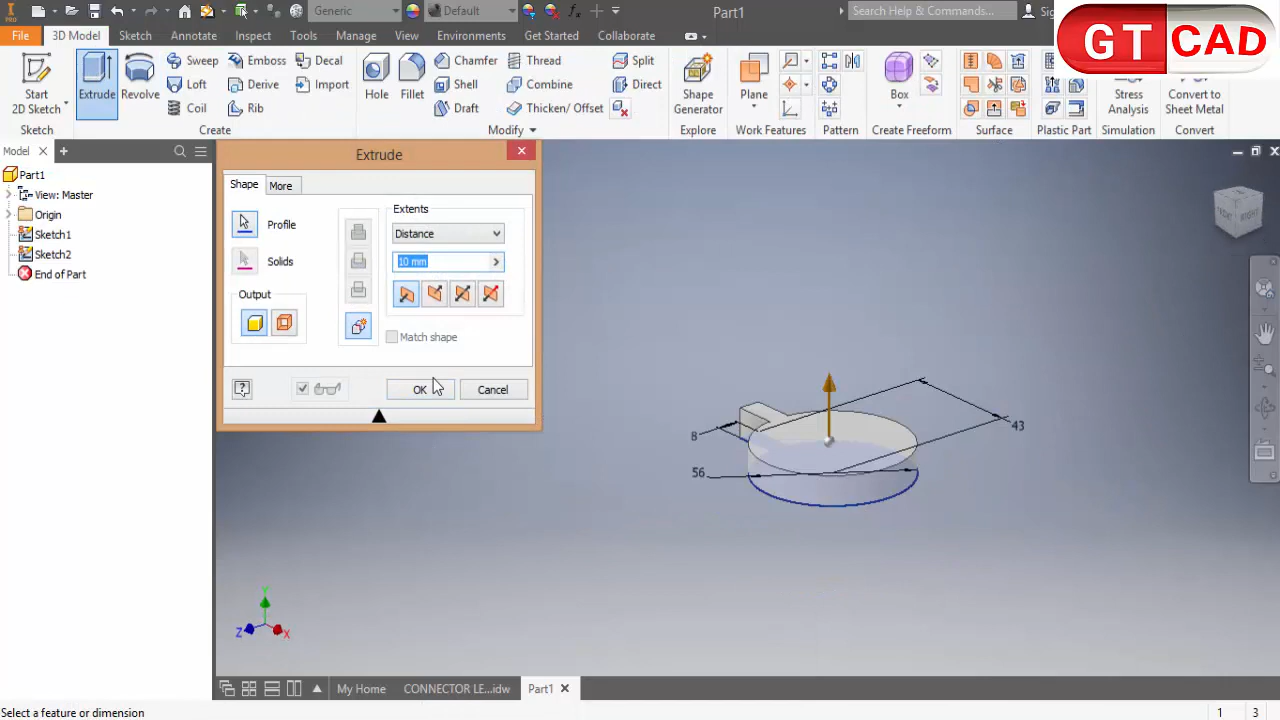 PRO
Generic
Default
fx
Part1
Search Help & Commands...
GT CAD
File
3D Model
Sketch
Annotate
Inspect
Tools
Manage
View
Environments
Get Started
Collaborate
Start
2D Sketch
Extrude
Revolve
Sweep
Emboss
Decal
Loft
Derive
Import
Coil
Rib
Hole
Fillet
Chamfer
Thread
Split
Shell
Combine
Direct
Draft
Thicken/ Offset
Shape
Generator
Plane
Box
Stress
Analysis
Convert to
Sheet Metal
Sketch
Create
Modify
Explore
Work Features
Pattern
Create Freeform
Surface
Plastic Part
Simulation
Convert
Model
Part1
View: Master
Origin
Sketch1
Sketch2
End of Part
Extrude
Shape
More
Profile
Solids
Output
Extents
Distance
10 mm
Match shape
OK
Cancel
8
56
43
FRONT
RIGHT
Y
Z
X
My Home
CONNECTOR LE...idw
Part1
Select a feature or dimension
1
3